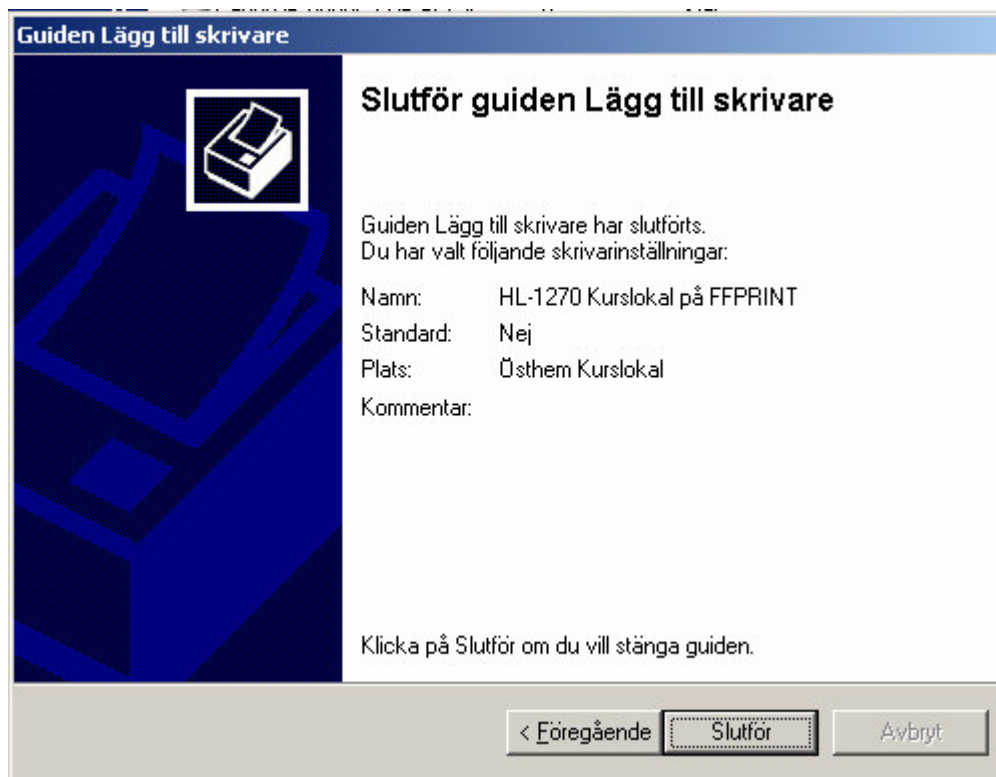 Guiden Lägg till skrivare
Slutför guiden Lägg till skrivare
Guiden Lägg till skrivare har slutförts.
Du har valt följande skrivarinställningar:
Namn: HL-1270 Kurslokal på FFPRINT
Standard: Nej
Plats: Östhem Kurslokal
Kommentar:
Klicka på Slutför om du vill stänga guiden.
< Föregående Slutför Avbryt